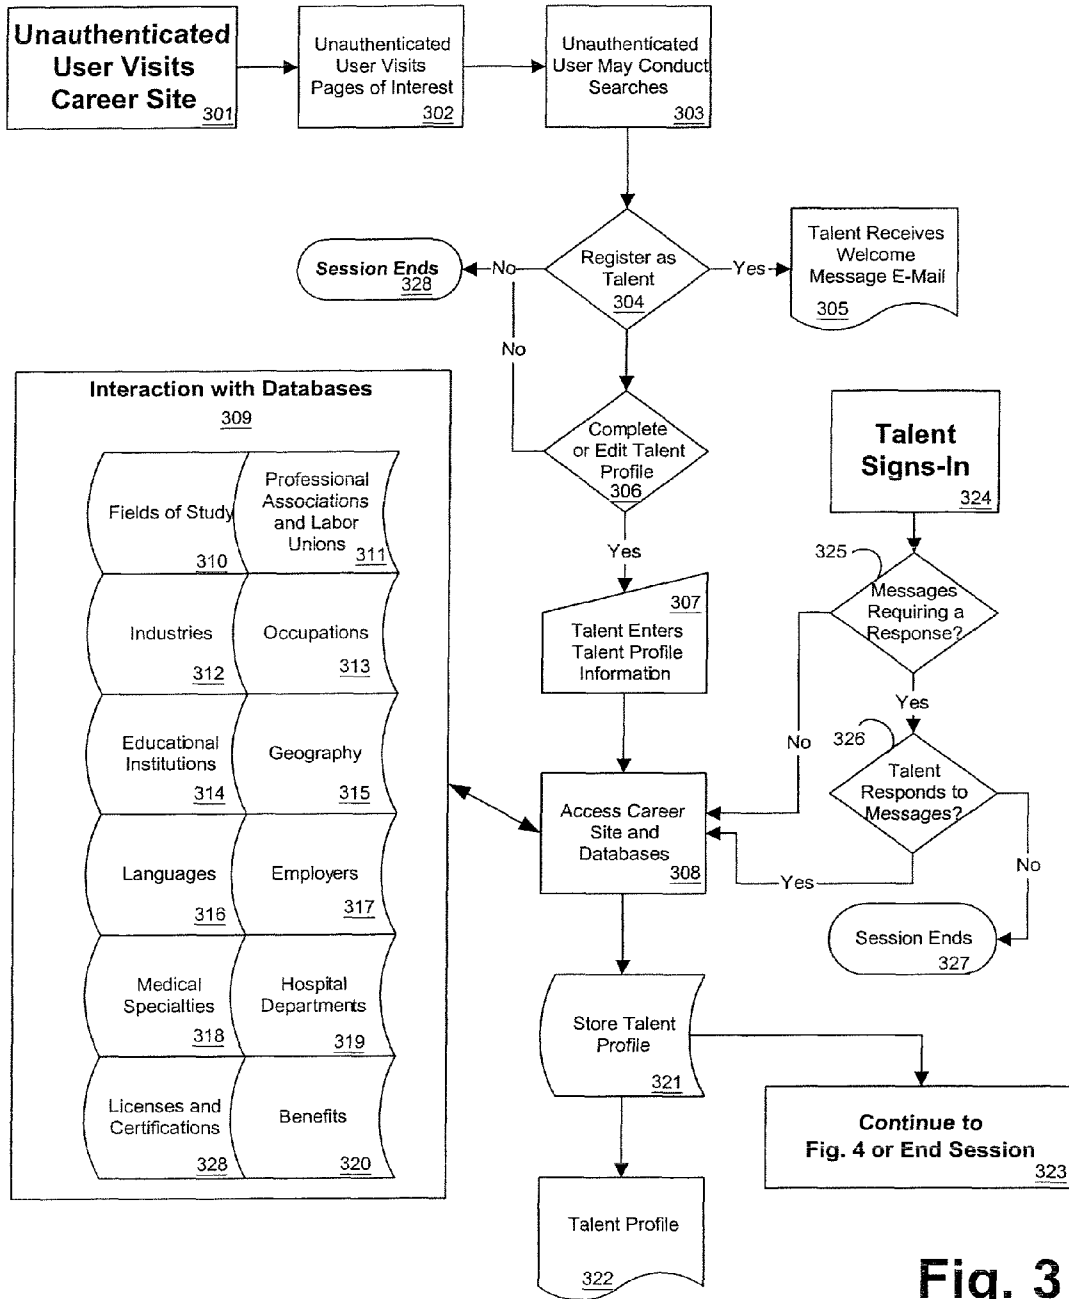 Unauthenticated
User Visits
Career Site
301
Unauthenticated
User Visits
Pages of Interest
302
Unauthenticated
User May Conduct
Searches
303
Register as
Talent
304
No
Session Ends
328
Yes
Talent Receives
Welcome
Message E-Mail
305
No
Complete
or Edit Talent
Profile
306
Yes
307
Talent Enters
Talent Profile
Information
Interaction with Databases
309
Fields of Study
310
Professional
Associations
and Labor
Unions
311
Industries
312
Occupations
313
Educational
Institutions
314
Geography
315
Languages
316
Employers
317
Medical
Specialties
318
Hospital
Departments
319
Licenses and
Certifications
328
Benefits
320
Talent
Signs-In
324
325
Messages
Requiring a
Response?
Yes
No
326
Talent
Responds to
Messages?
Yes
No
Session Ends
327
Access Career
Site and
Databases
308
Store Talent
Profile
321
Continue to
Fig. 4 or End Session
323
Talent Profile
322
Fig. 3